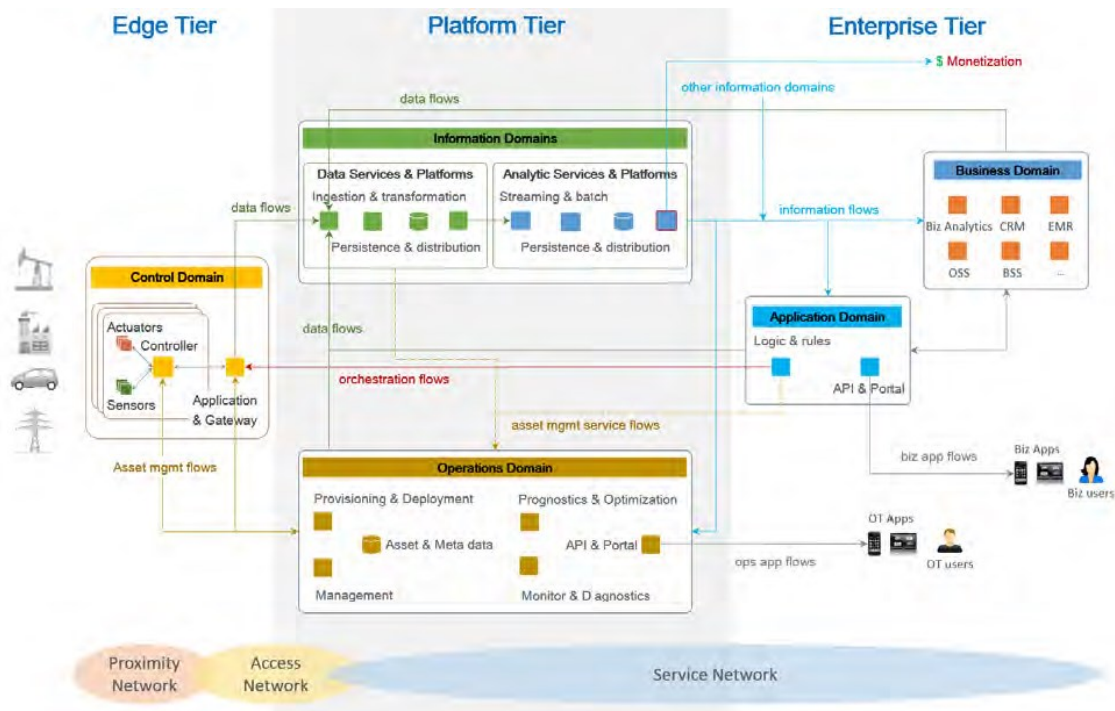 Edge Tier
Platform Tier
Enterprise Tier
$ Monetization
other information domains
data flows
Information Domains
Data Services & Platforms
Ingestion & transformation
Persistence & distribution
Analytic Services & Platforms
Streaming & batch
Persistence & distribution
data flows
information flows
Business Domain
Biz Analytics
CRM
EMR
OSS
BSS
...
Control Domain
Actuators
Controller
Sensors
Application
& Gateway
data flows
orchestration flows
Application Domain
Logic & rules
API & Portal
asset mgmt service flows
Asset mgmt flows
biz app flows
Biz Apps
Biz users
Operations Domain
Provisioning & Deployment
Prognostics & Optimization
Asset & Meta data
API & Portal
Management
Monitor & D agnostics
OT Apps
OT users
ops app flows
Proximity
Network
Access
Network
Service Network